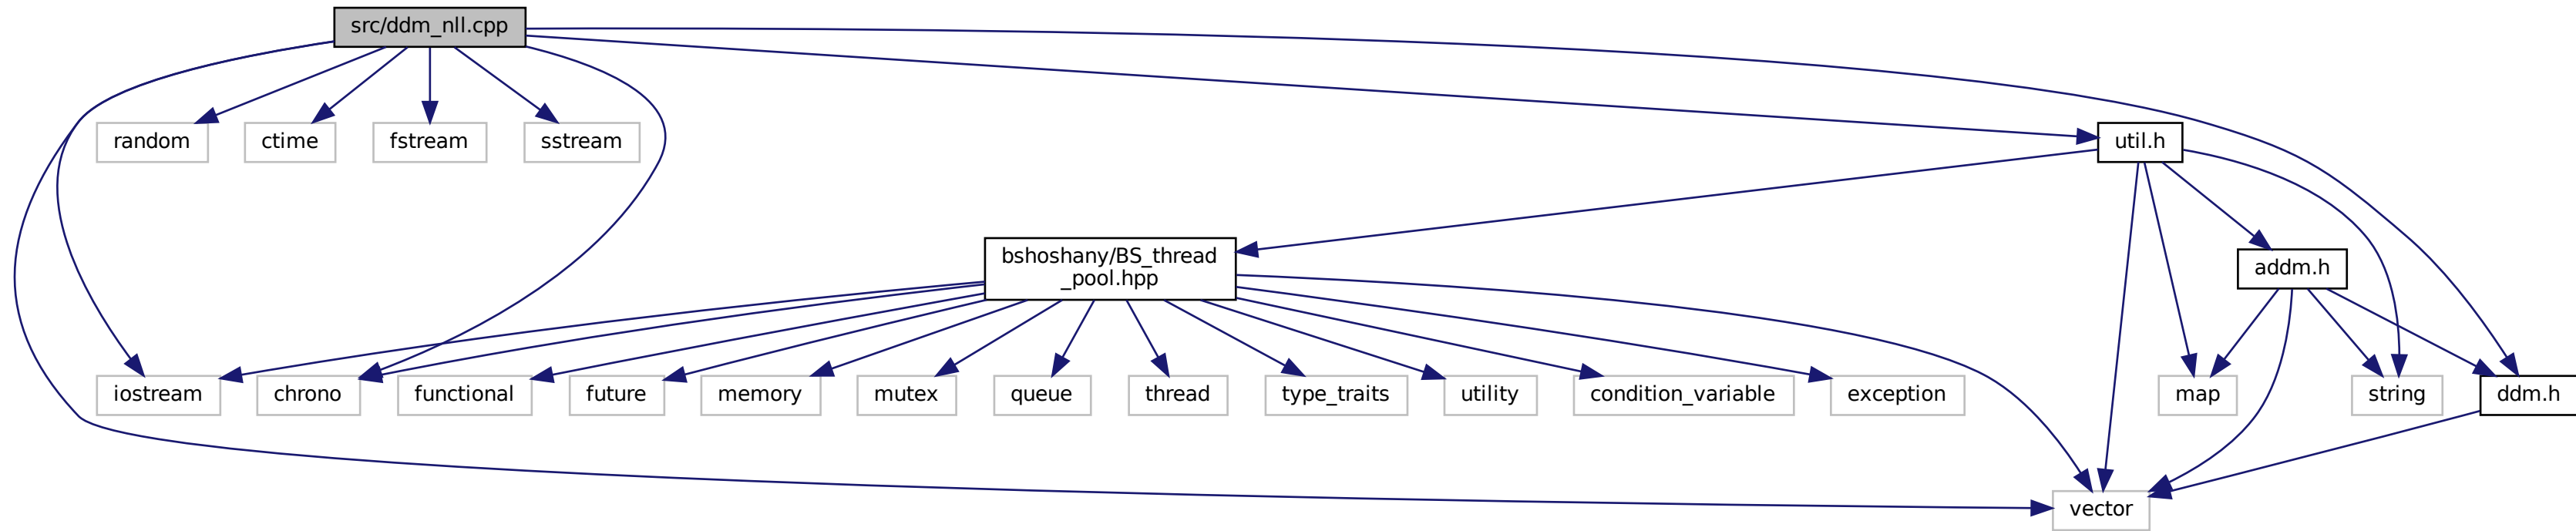 src/ddm_nll.cpp
random
ctime
fstream
sstream
util.h
bshoshany/BS_thread
_pool.hpp
addm.h
iostream
chrono
functional
future
memory
mutex
queue
thread
type_traits
utility
condition_variable
exception
map
string
ddm.h
vector